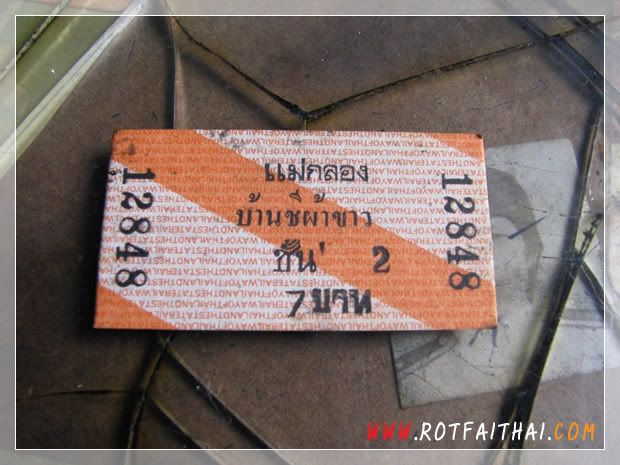 แม่กลอง
บ้านชีผ้าขาว
ชั้น 2
7 บาท
12848
12848
WWW.ROTFAITHAI.COM